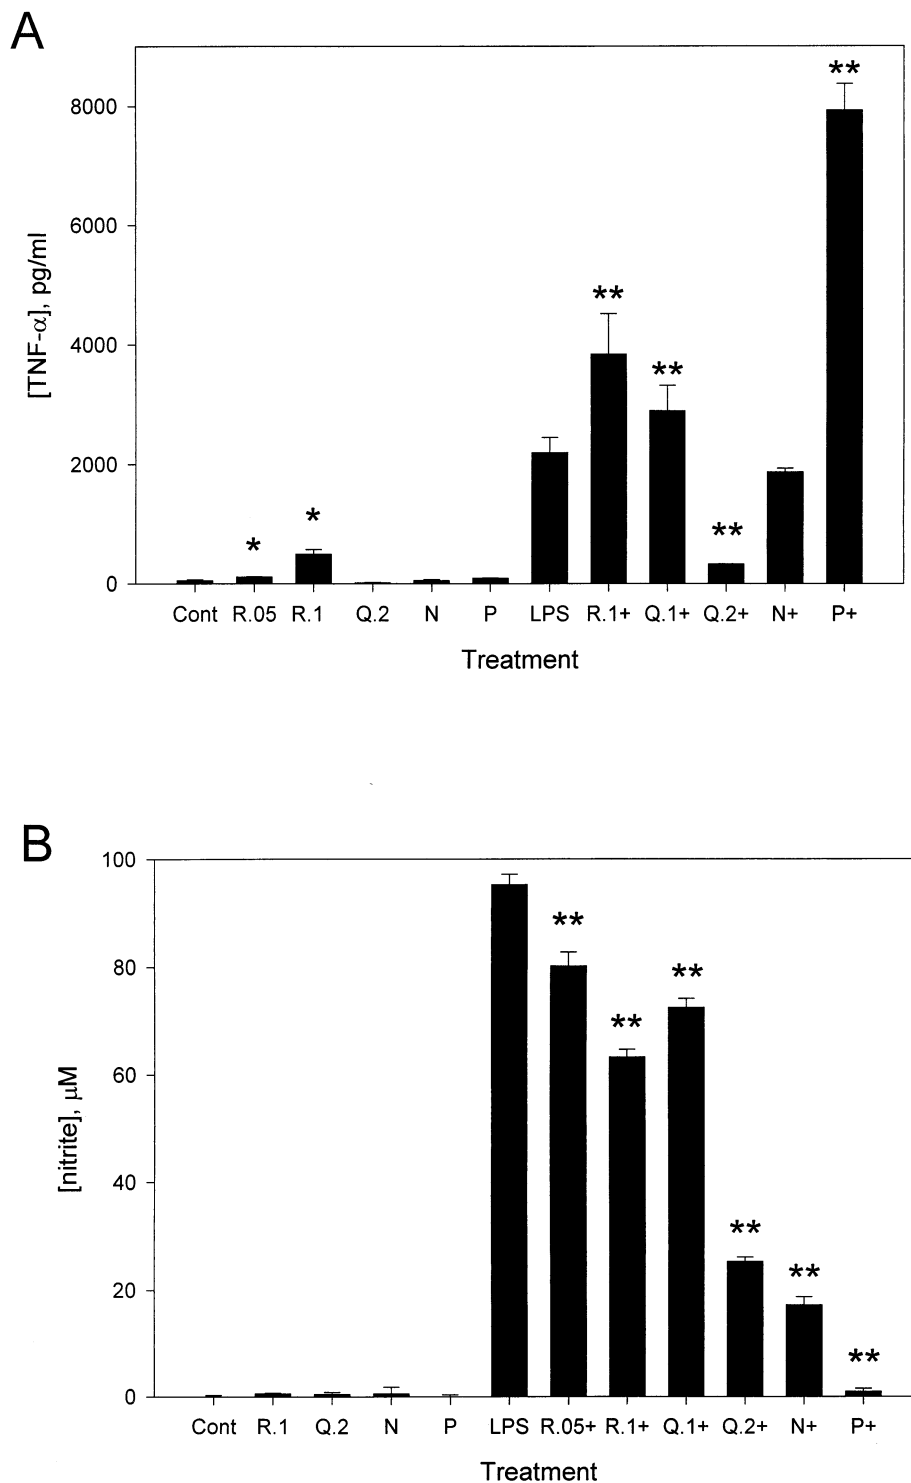 A
8000
6000
4000
2000
0
[TNF-α], pg/ml
**
**
**
*
*
**
Cont R.05 R.1 Q.2 N P LPS R.1+ Q.1+ Q.2+ N+ P+
Treatment
B
100
80
60
40
20
0
[nitrite], μM
**
**
**
**
**
**
Cont R.1 Q.2 N P LPS R.05+ R.1+ Q.1+ Q.2+ N+ P+
Treatment